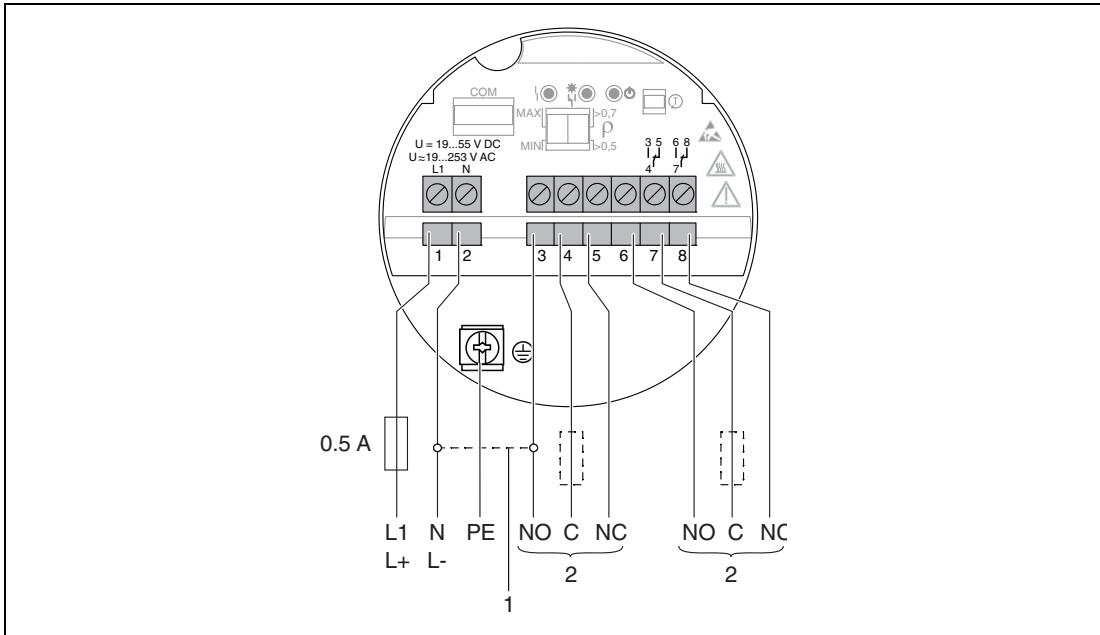 COM
MAX
>0,7
ρ
MIN
>0,5
T
U = 19...55 V DC
U≈19...253 V AC
L1 N
3 5
4
6 8
7
1 2 3 4 5 6 7 8
0.5 A
L1 N PE NO C NC NO C NC
L+ L-
2 2
1